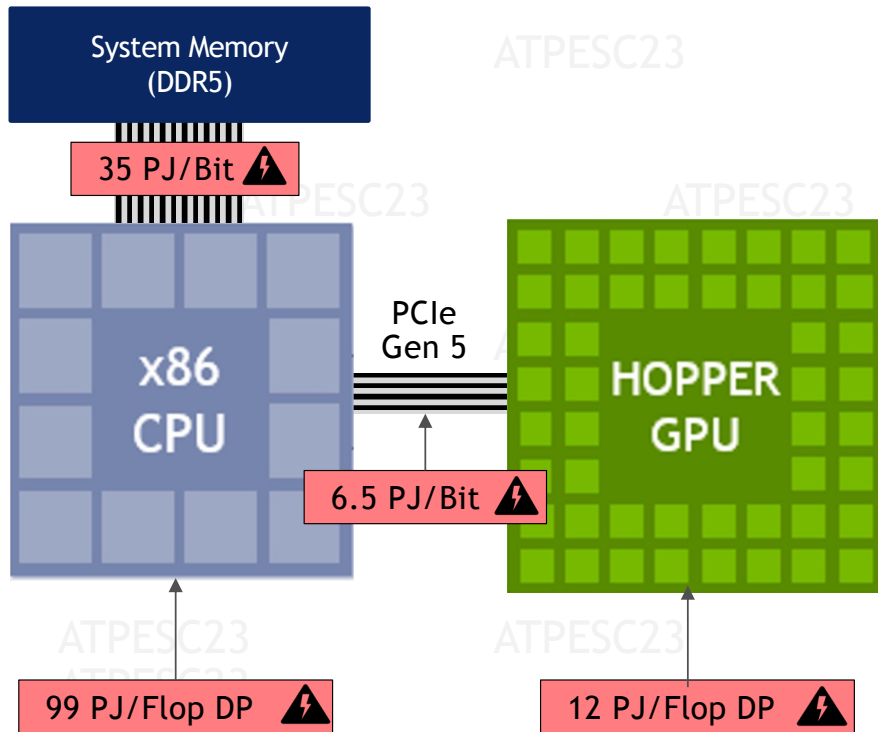 System Memory
(DDR5)
ATPESC23
35 PJ/Bit
ATPESC23
ATPESC23
PCIe
Gen 5
x86
CPU
HOPPER
GPU
6.5 PJ/Bit
ATPESC23
ATPESC23
ATPESC23
99 PJ/Flop DP
12 PJ/Flop DP